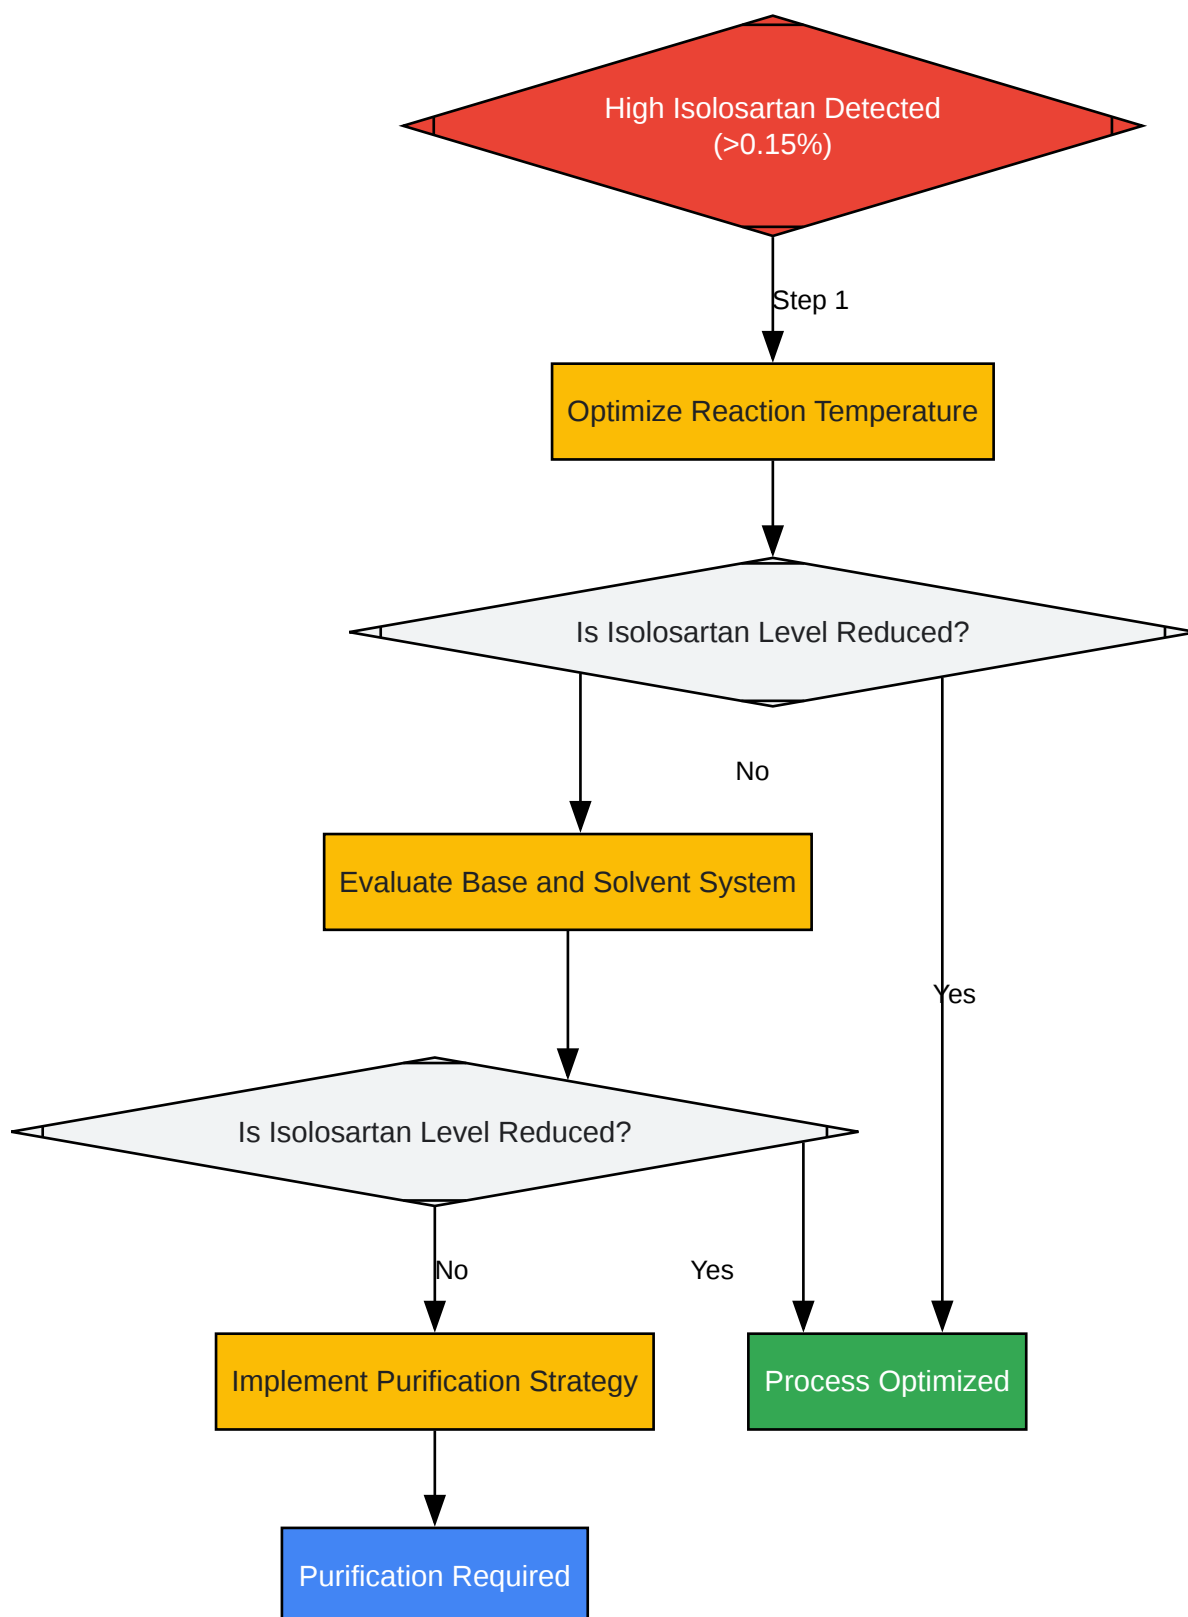 High Isolosartan Detected
(>0.15%)
Step 1
Optimize Reaction Temperature
Is Isolosartan Level Reduced?
No
Evaluate Base and Solvent System
Yes
Is Isolosartan Level Reduced?
No
Yes
Implement Purification Strategy
Process Optimized
Purification Required